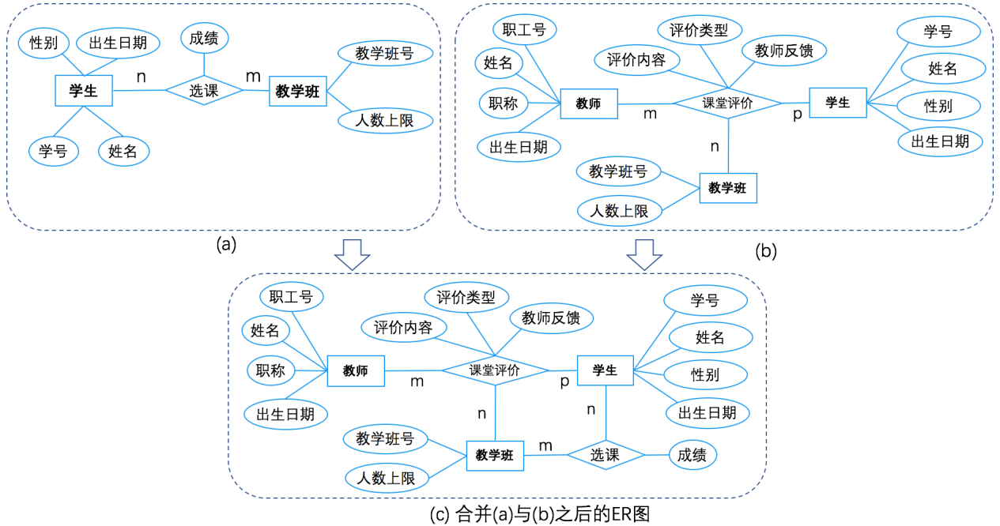 性别
出生日期
成绩
学生
n
选课
m
教学班
教学班号
人数上限
学号
姓名
(a)
职工号
姓名
职称
出生日期
教师
m
评价内容
评价类型
教师反馈
课堂评价
p
学生
学号
姓名
性别
出生日期
n
教学班号
人数上限
教学班
(b)
职工号
姓名
职称
出生日期
教师
m
评价内容
评价类型
教师反馈
课堂评价
p
学生
学号
姓名
性别
出生日期
n
n
教学班号
人数上限
教学班
m
选课
成绩
(c) 合并(a)与(b)之后的ER图